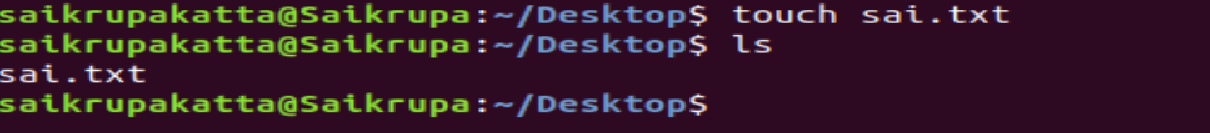 saikrupakatta@Saikrupa:~/Desktop$ touch sai.txt
saikrupakatta@Saikrupa:~/Desktop$ ls
sai.txt
saikrupakatta@Saikrupa:~/Desktop$